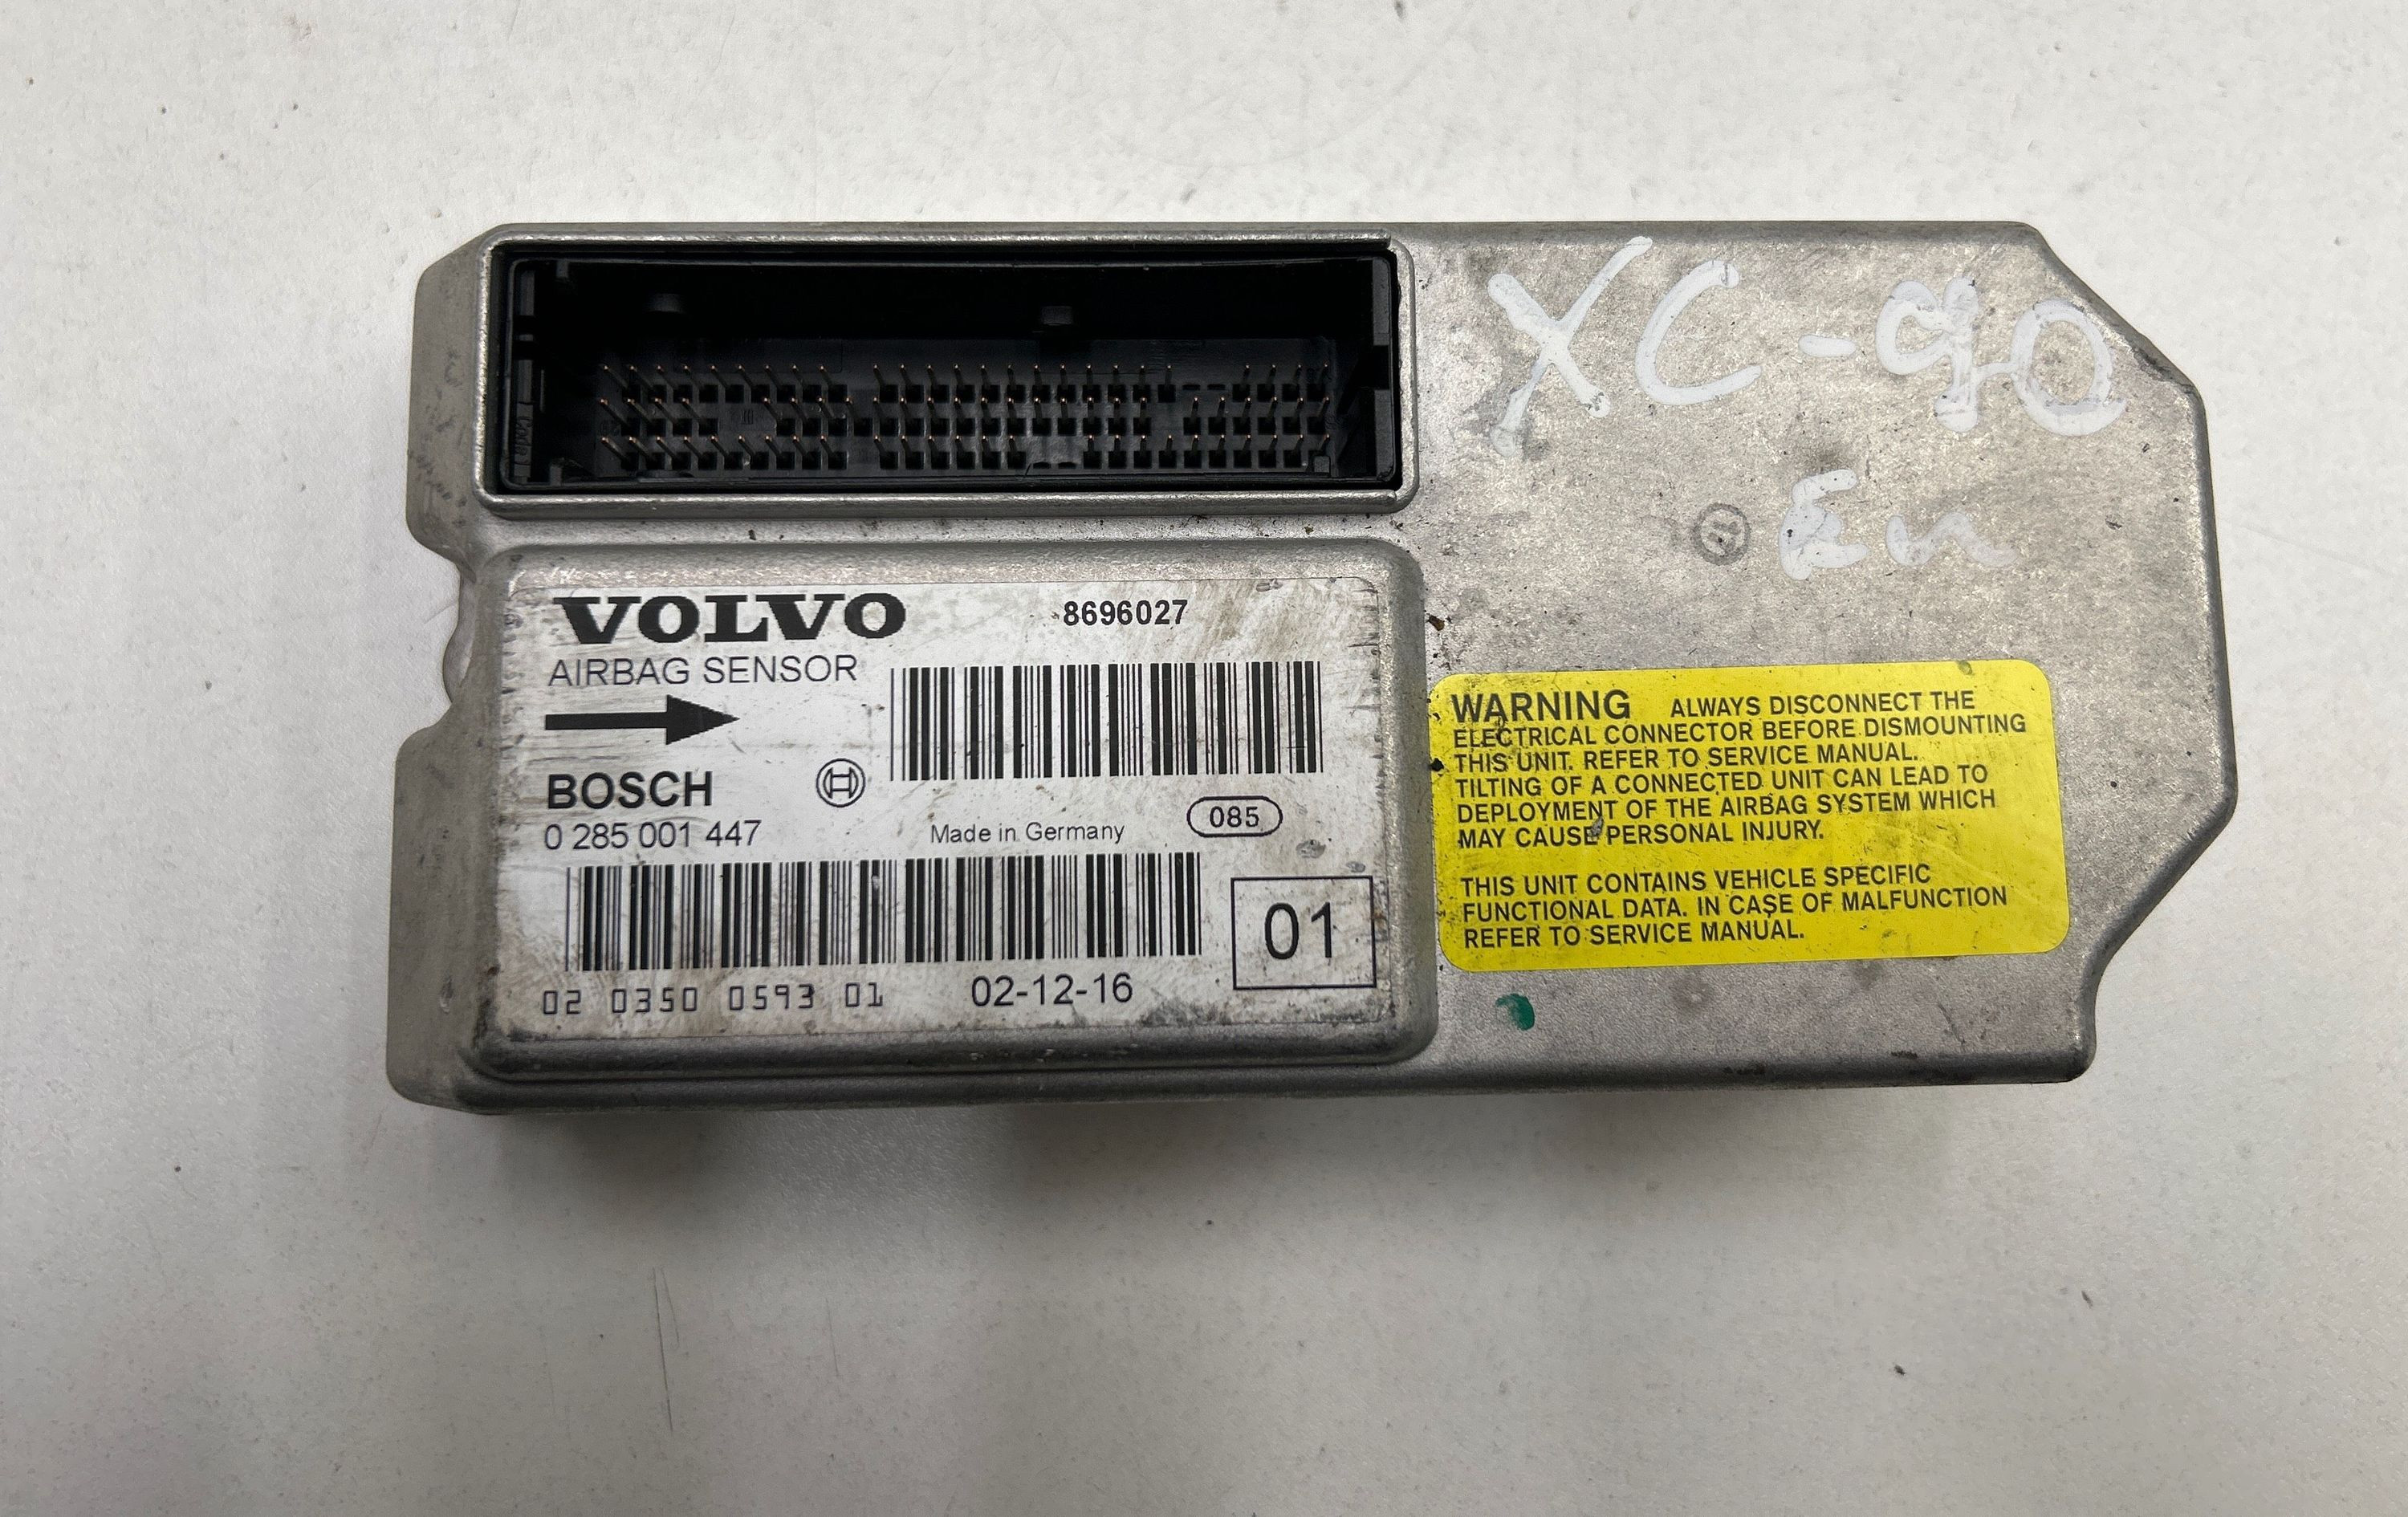 XC-90
En
VOLVO
8696027
AIRBAG SENSOR
BOSCH
0 285 001 447
Made in Germany
085
01
02 0350 0593 01
02-12-16
WARNING ALWAYS DISCONNECT THE
ELECTRICAL CONNECTOR BEFORE DISMOUNTING
THIS UNIT. REFER TO SERVICE MANUAL.
TILTING OF A CONNECTED UNIT CAN LEAD TO
DEPLOYMENT OF THE AIRBAG SYSTEM WHICH
MAY CAUSE PERSONAL INJURY.
THIS UNIT CONTAINS VEHICLE SPECIFIC
FUNCTIONAL DATA. IN CASE OF MALFUNCTION
REFER TO SERVICE MANUAL.